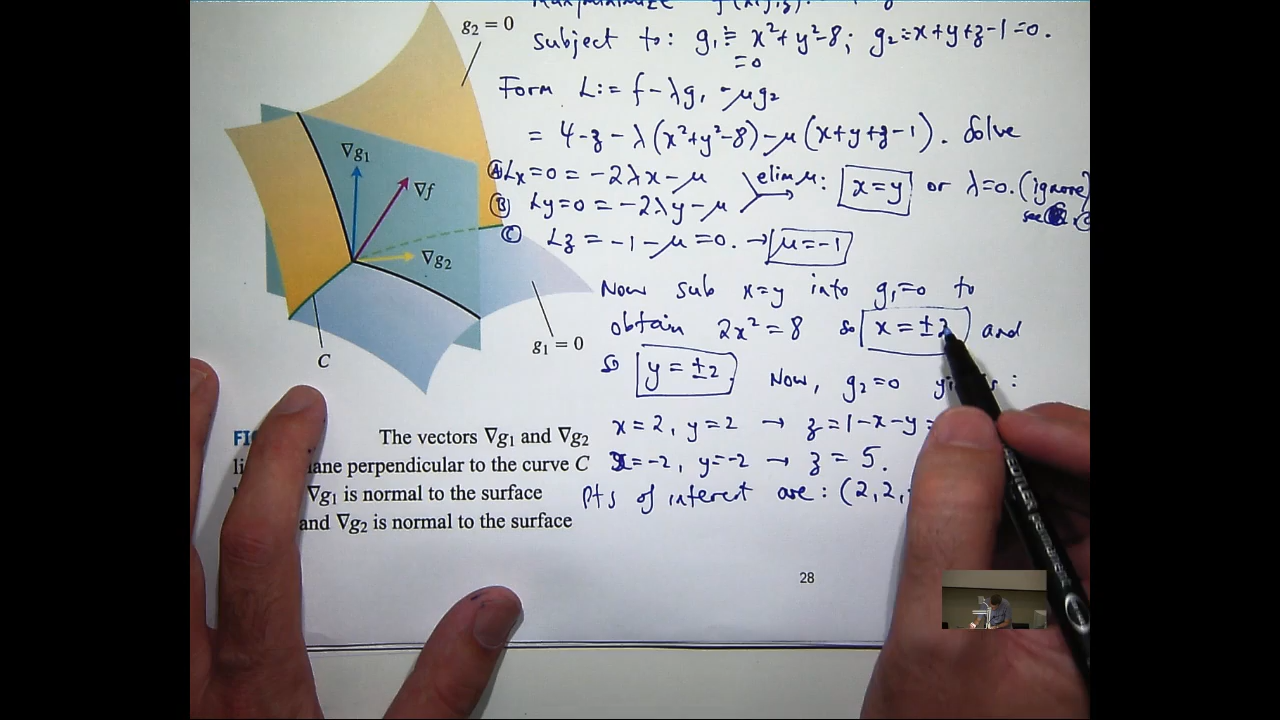 g₂ = 0
subject to: g₁ ≡ x²+y²-8; g₂ := x+y+z-1=0.
=0
Form L := f - λg₁ - μg₂
= 4-z-λ(x²+y²-8)-μ(x+y+z-1). Solve
∇g₁
∇f
∇g₂
g₁ = 0
C
Ⓐ Lx=0 = -2λx-μ elim μ: x=y or λ=0. (ignore)
Ⓑ Ly=0 = -2λy-μ see
Ⓒ Lz = -1-μ=0. → μ=-1
Now sub x=y into g₁=0 to
obtain 2x² = 8 so x = ±2 and
so y = ±2. Now, g₂=0 :
x=2, y=2 → z=1-x-y=
x=-2, y=-2 → z = 5.
Pts of interest are: (2,2,
The vectors ∇g₁ and ∇g₂
perpendicular to the curve C
∇g₁ is normal to the surface
and ∇g₂ is normal to the surface
28